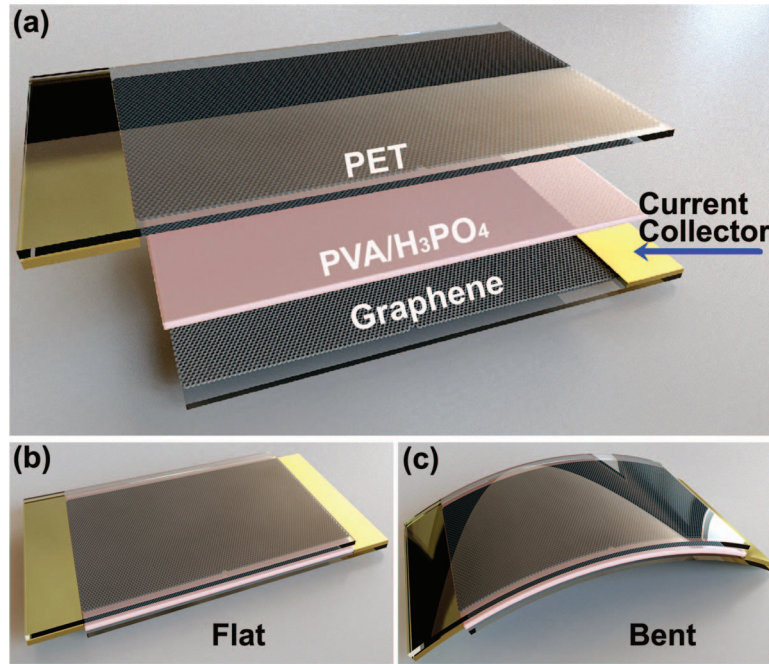 (a)
PET
PVA/H₃PO₄
Current
Collector
Graphene
(b)
Flat
(c)
Bent